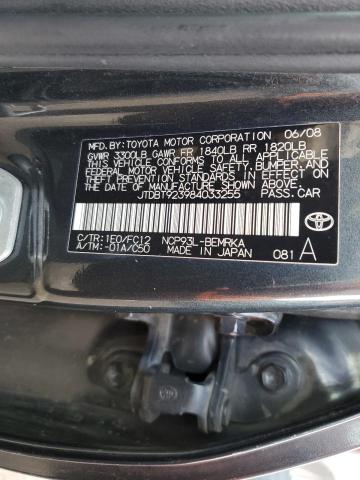 MFD BY: TOYOTA MOTOR CORPORATION 06/08
GVWR 3300LB GAWR FR 1840LB RR 1820LB
THIS VEHICLE CONFORMS TO ALL APPLICABLE
FEDERAL MOTOR VEHICLE SAFETY, BUMPER, AND
THEFT PREVENTION STANDARDS IN EFFECT ON
THE DATE OF MANUFACTURE SHOWN ABOVE.
JTDBT923984033255 PASS.CAR
C/TR: 1E0/FC12 NCP93L-BEMRKA
A/TM: -01A/C50 MADE IN JAPAN 081 A